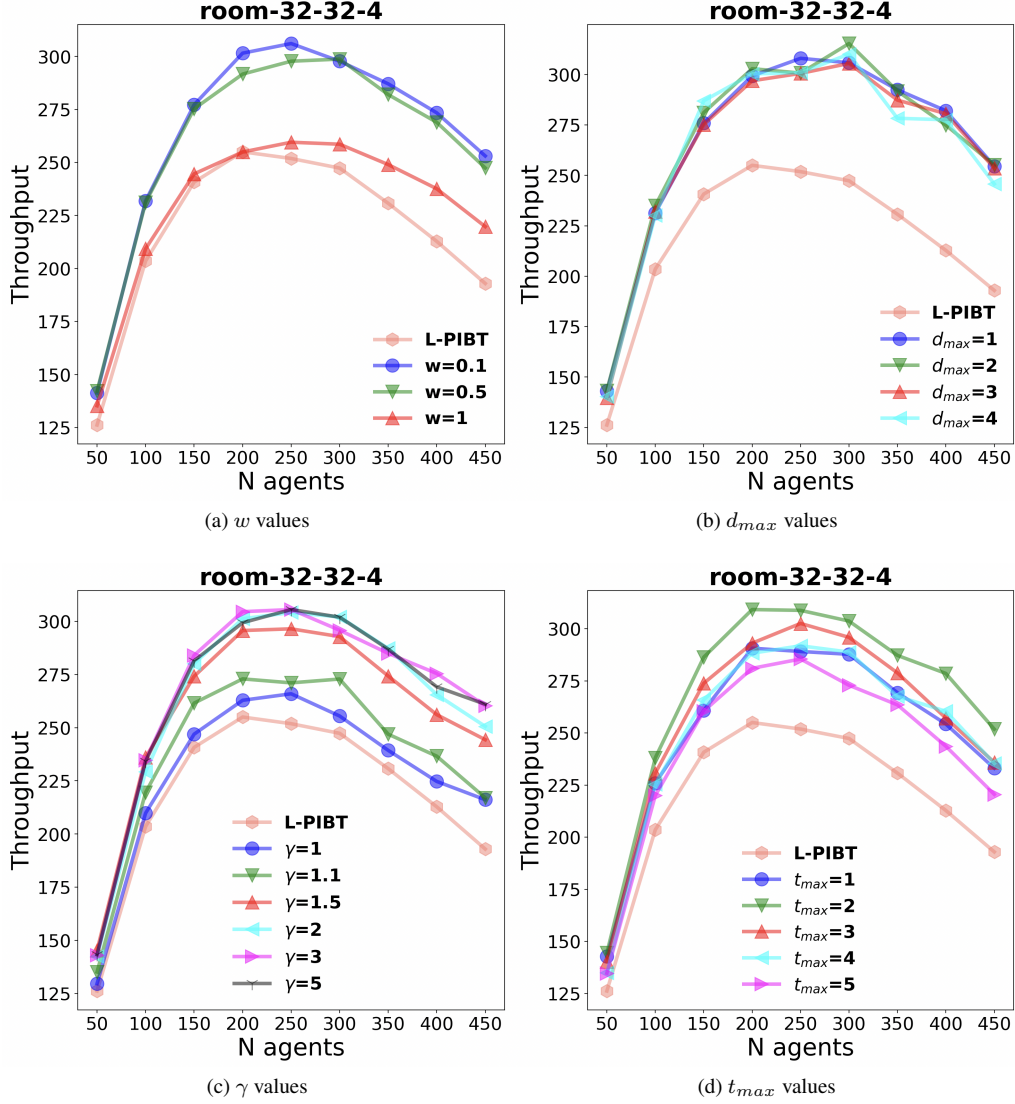 room-32-32-4
Throughput
300
275
250
225
200
175
150
125
50 100 150 200 250 300 350 400 450
N agents
L-PIBT
w=0.1
w=0.5
w=1
(a) w values
room-32-32-4
Throughput
300
275
250
225
200
175
150
125
50 100 150 200 250 300 350 400 450
N agents
L-PIBT
d_max=1
d_max=2
d_max=3
d_max=4
(b) d_max values
room-32-32-4
Throughput
300
275
250
225
200
175
150
125
50 100 150 200 250 300 350 400 450
N agents
L-PIBT
γ=1
γ=1.1
γ=1.5
γ=2
γ=3
γ=5
(c) γ values
room-32-32-4
Throughput
300
275
250
225
200
175
150
125
50 100 150 200 250 300 350 400 450
N agents
L-PIBT
t_max=1
t_max=2
t_max=3
t_max=4
t_max=5
(d) t_max values